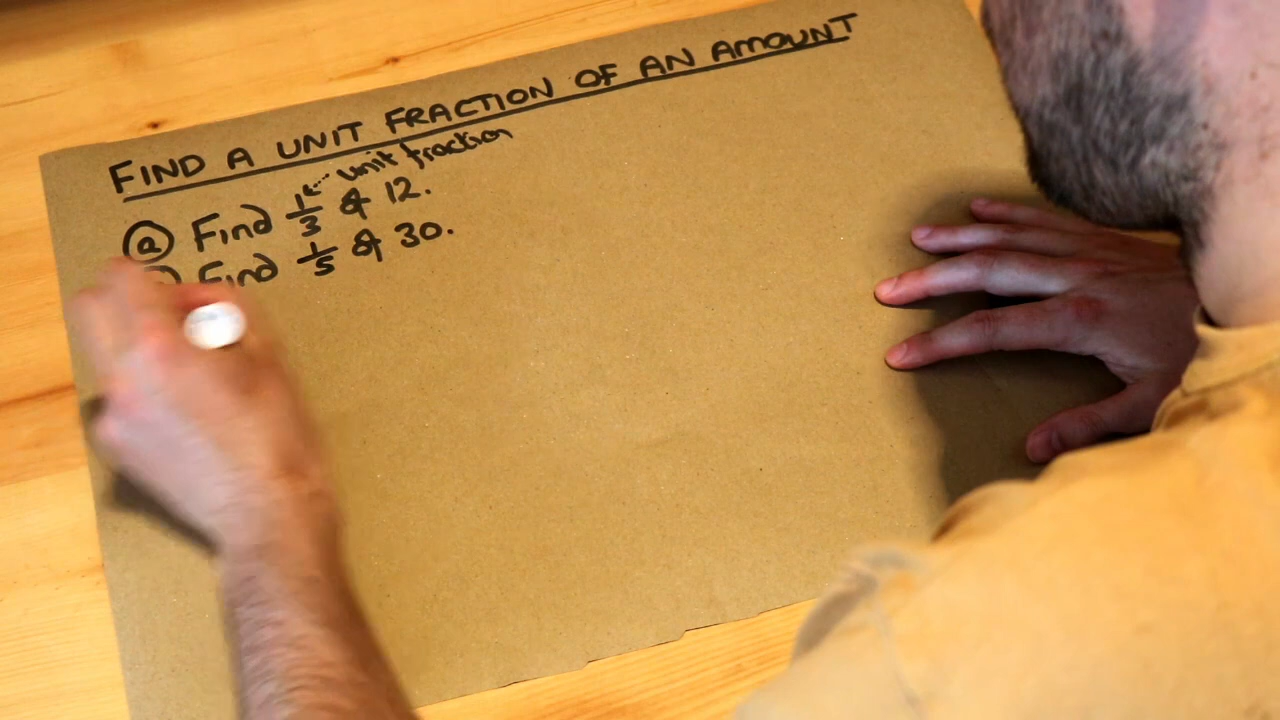 FIND A UNIT FRACTION OF AN AMOUNT
unit fraction
(a) Find 1/3 of 12.
Find 1/5 of 30.